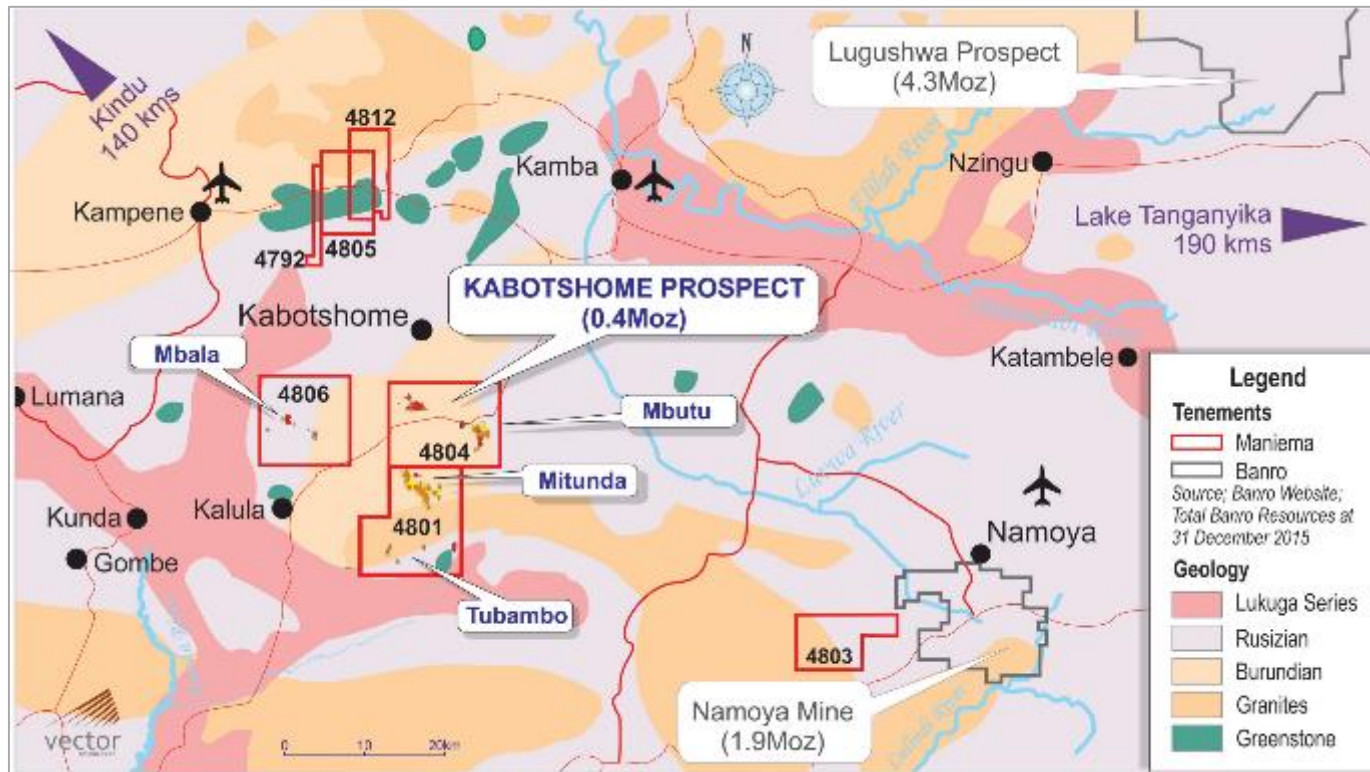 Kindu
140 kms
4812
Kampene
4792
4805
Kamba
N
Lugushwa Prospect
(4.3Moz)
Elilah River
Nzingu
Lake Tanganyika
190 kms
KABOTSHOME PROSPECT
(0.4Moz)
Kabotshome
Mbala
Lumana
4806
4804
Mbutu
Mitunda
4801
Tubambo
Kunda
Gombe
Kalula
Katambele
River
River
Namoya
4803
Namoya Mine
(1.9Moz)
River
vector
0 10 20km
Legend
Tenements
Maniema
Banro
Source; Banro Website;
Total Banro Resources at
31 December 2015
Geology
Lukuga Series
Rusizian
Burundian
Granites
Greenstone